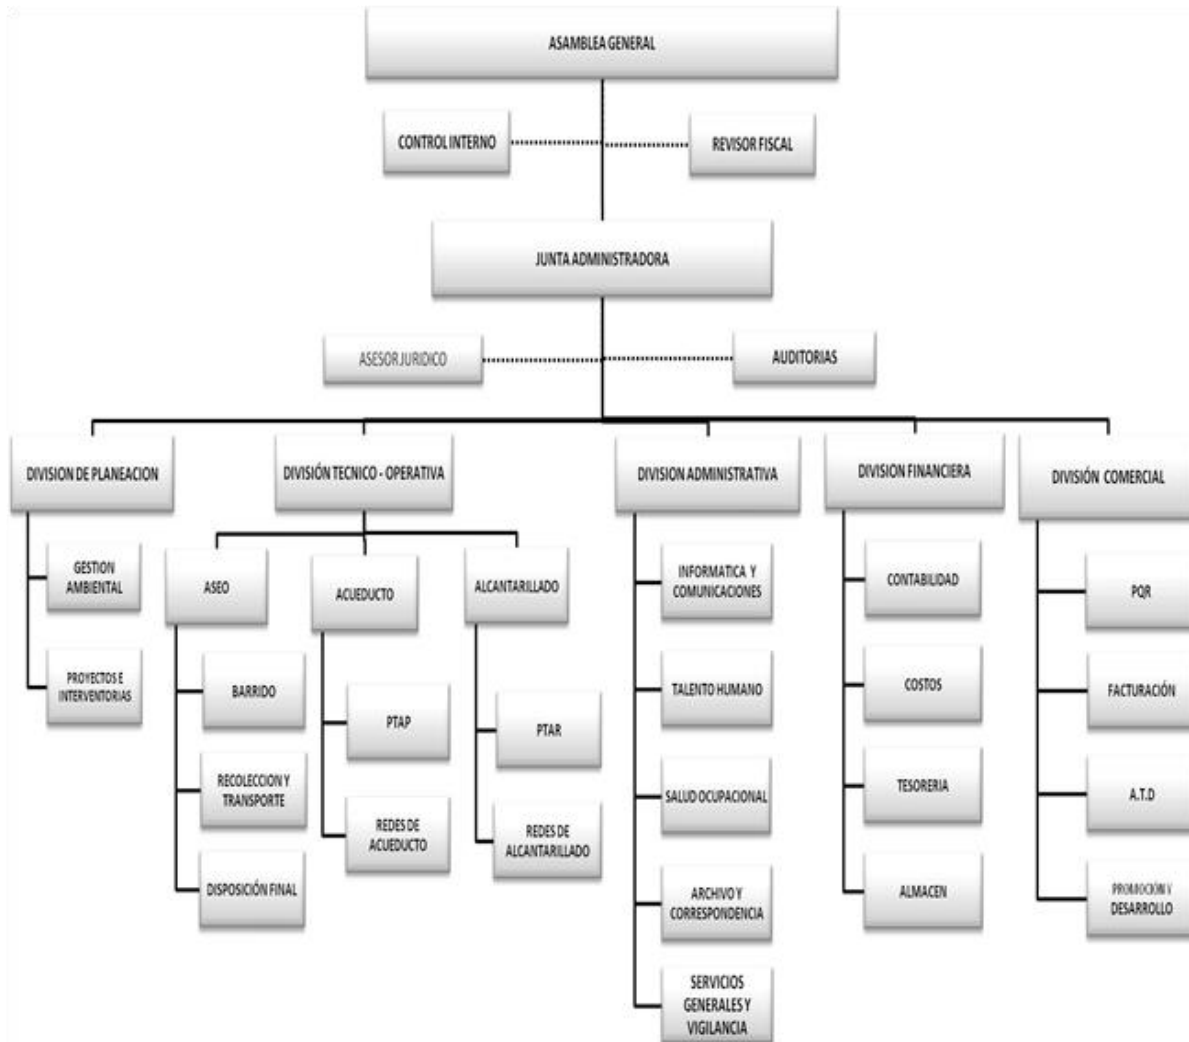 ASAMBLEA GENERAL
CONTROL INTERNO
REVISOR FISCAL
JUNTA ADMINISTRADORA
ASESOR JURIDICO
AUDITORIAS
DIVISION DE PLANEACION
DIVISIÓN TECNICO - OPERATIVA
DIVISION ADMINISTRATIVA
DIVISION FINANCIERA
DIVISIÓN COMERCIAL
GESTION
AMBIENTAL
PROYECTOS E
INTERVENTORIAS
ASEO
BARRIDO
RECOLECCION Y
TRANSPORTE
DISPOSICIÓN FINAL
ACUEDUCTO
PTAP
REDES DE
ACUEDUCTO
ALCANTARILLADO
PTAR
REDES DE
ALCANTARILLADO
INFORMATICA Y
COMUNICACIONES
TALENTO HUMANO
SALUD OCUPACIONAL
ARCHIVO Y
CORRESPONDENCIA
SERVICIOS
GENERALES Y
VIGILANCIA
CONTABILIDAD
COSTOS
TESORERIA
ALMACEN
PQR
FACTURACIÓN
A.T.D
PROMOCIÓN Y
DESARROLLO